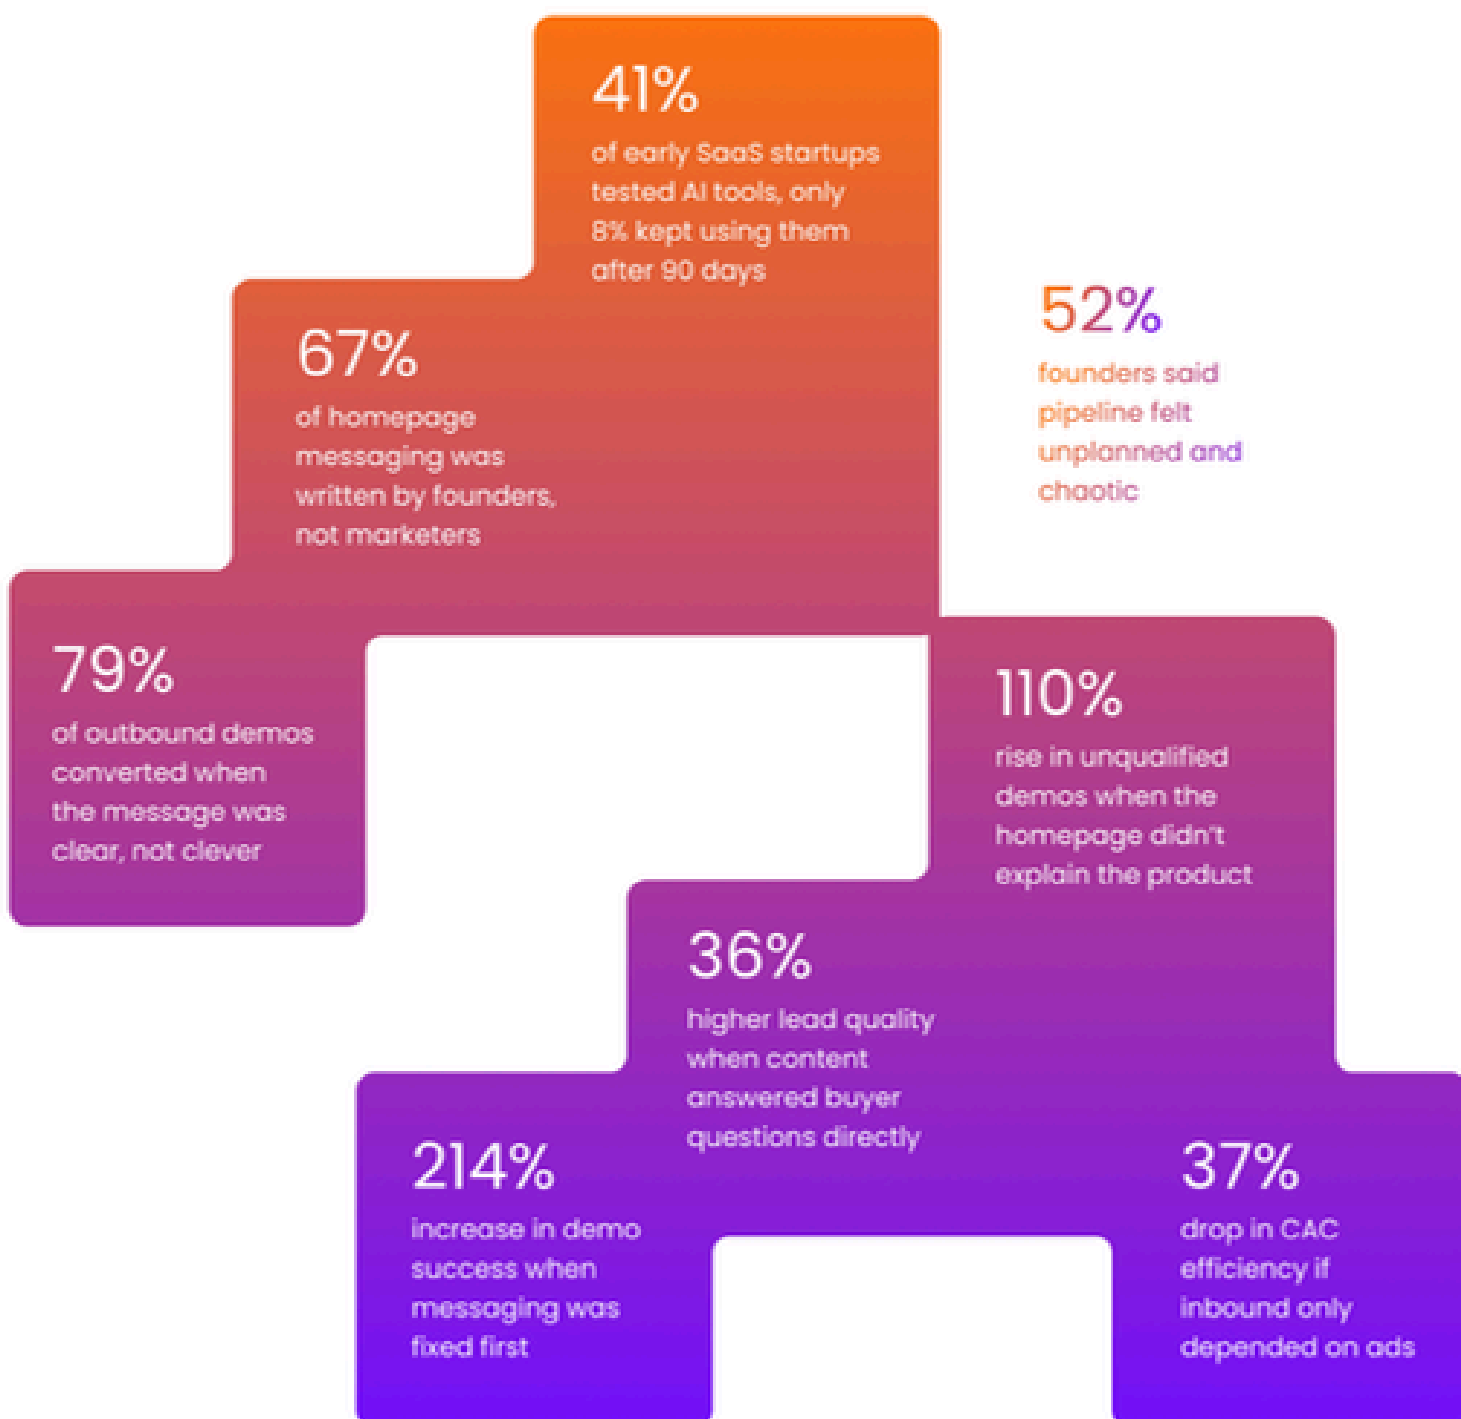 41%
of early SaaS startups
tested AI tools, only
8% kept using them
after 90 days
52%
founders said
pipeline felt
unplanned and
chaotic
67%
of homepage
messaging was
written by founders,
not marketers
79%
of outbound demos
converted when
the message was
clear, not clever
110%
rise in unqualified
demos when the
homepage didn't
explain the product
36%
higher lead quality
when content
answered buyer
questions directly
214%
increase in demo
success when
messaging was
fixed first
37%
drop in CAC
efficiency if
inbound only
depended on ads